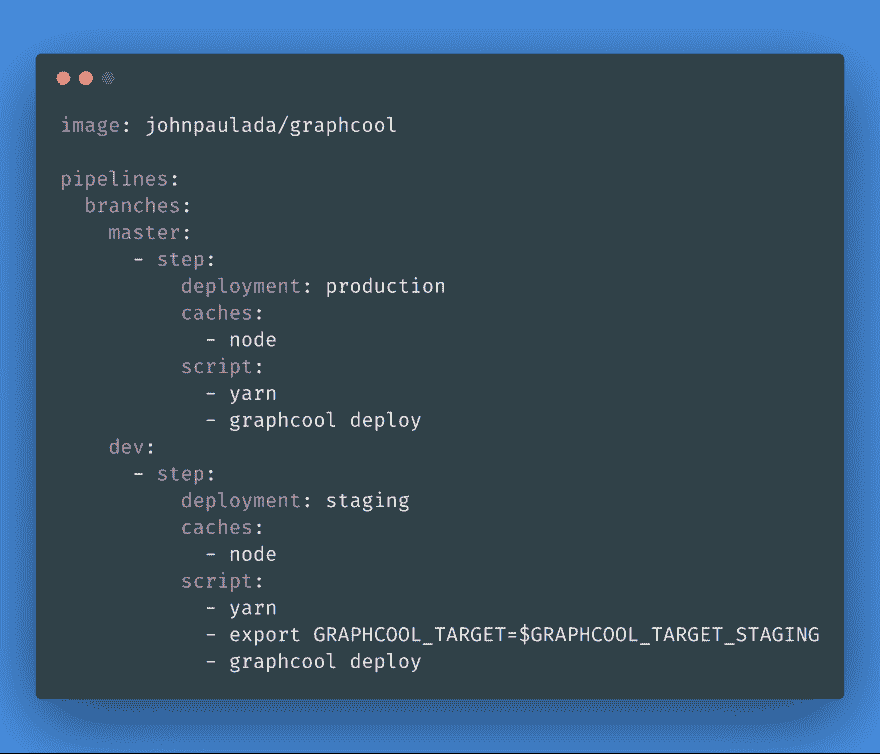 image: johnpaulada/graphcool

pipelines:
  branches:
    master:
      - step:
          deployment: production
          caches:
            - node
          script:
            - yarn
            - graphcool deploy
    dev:
      - step:
          deployment: staging
          caches:
            - node
          script:
            - yarn
            - export GRAPHCOOL_TARGET=$GRAPHCOOL_TARGET_STAGING
            - graphcool deploy